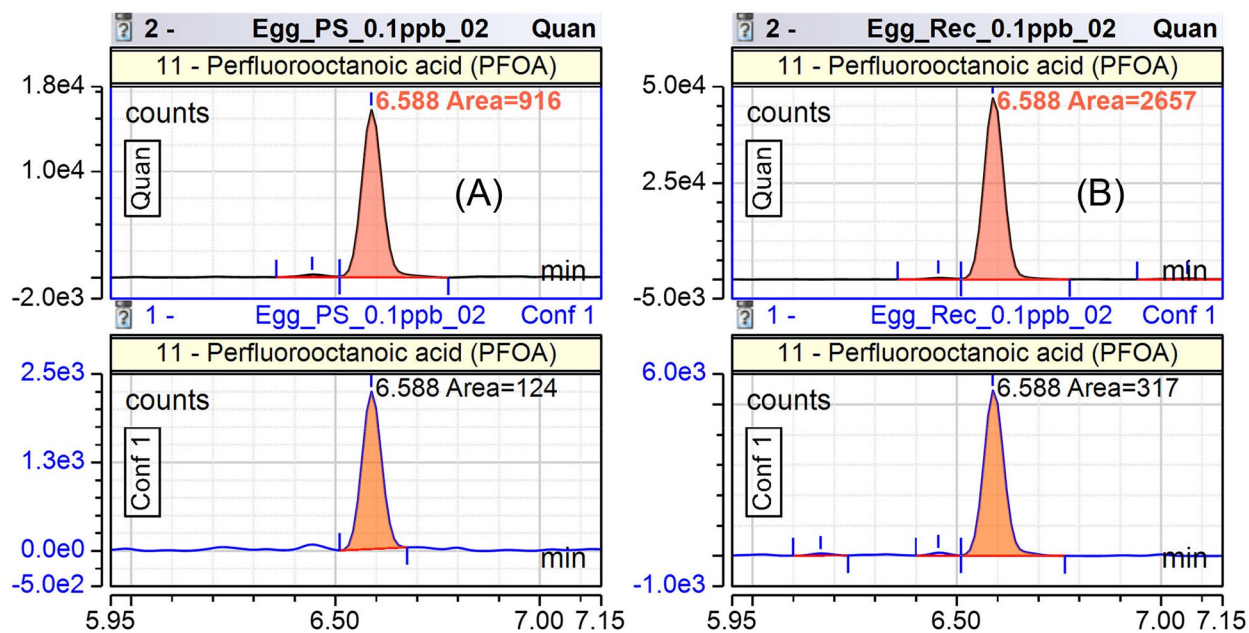 2 - Egg_PS_0.1ppb_02 Quan
11 - Perfluorooctanoic acid (PFOA)
1.8e4
counts
6.588 Area=916
Quan
1.0e4
(A)
min
-2.0e3
1 - Egg_PS_0.1ppb_02 Conf 1
11 - Perfluorooctanoic acid (PFOA)
2.5e3
counts
6.588 Area=124
Conf 1
1.3e3
0.0e0
min
-5.0e2
5.95 6.50 7.00 7.15
2 - Egg_Rec_0.1ppb_02 Quan
11 - Perfluorooctanoic acid (PFOA)
5.0e4
counts
6.588 Area=2657
Quan
2.5e4
(B)
min
-5.0e3
1 - Egg_Rec_0.1ppb_02 Conf 1
11 - Perfluorooctanoic acid (PFOA)
6.0e3
counts
6.588 Area=317
Conf 1
min
-1.0e3
5.95 6.50 7.00 7.15